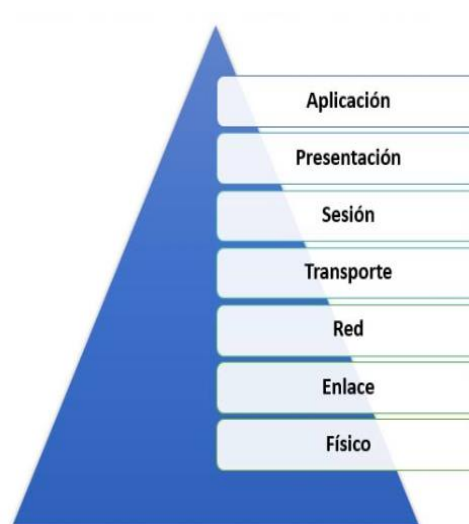 Aplicación
Presentación
Sesión
Transporte
Red
Enlace
Físico